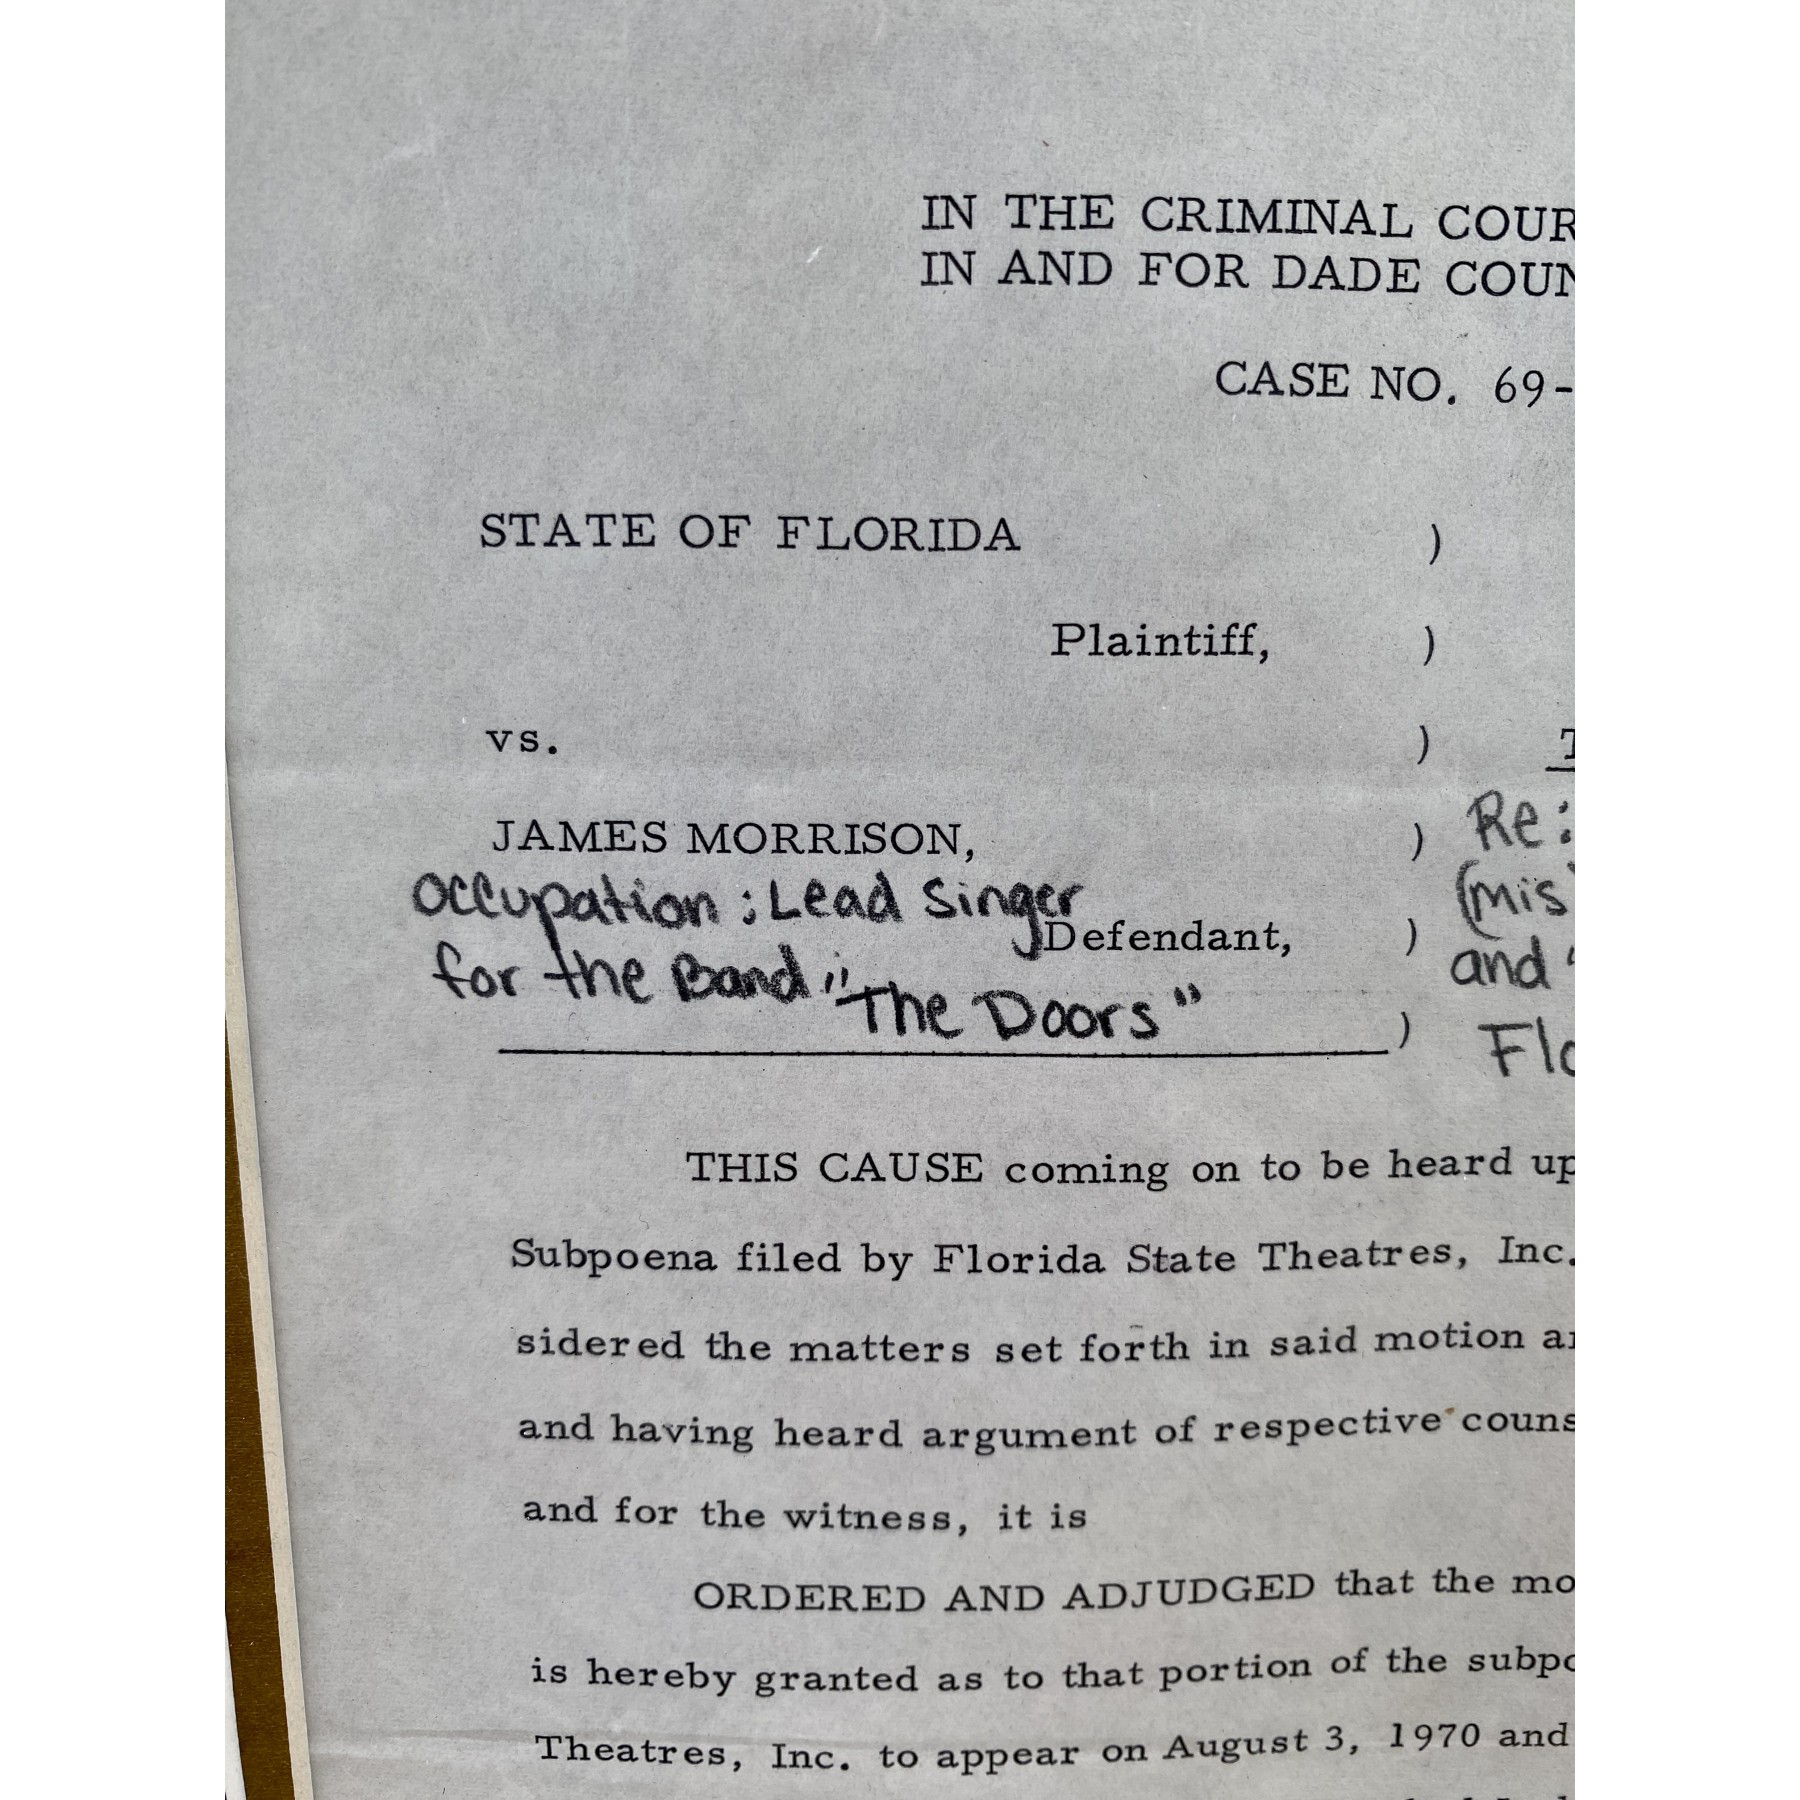 IN THE CRIMINAL COUR
IN AND FOR DADE COUN
CASE NO. 69-
STATE OF FLORIDA )
Plaintiff, )
vs. )
JAMES MORRISON, ) Re:
Occupation: Lead Singer (mis
Defendant, )
for the Band "The Doors" and
) Flo
THIS CAUSE coming on to be heard up
Subpoena filed by Florida State Theatres, Inc.
sidered the matters set forth in said motion an
and having heard argument of respective couns
and for the witness, it is
ORDERED AND ADJUDGED that the mo
is hereby granted as to that portion of the subpo
Theatres, Inc. to appear on August 3, 1970 and